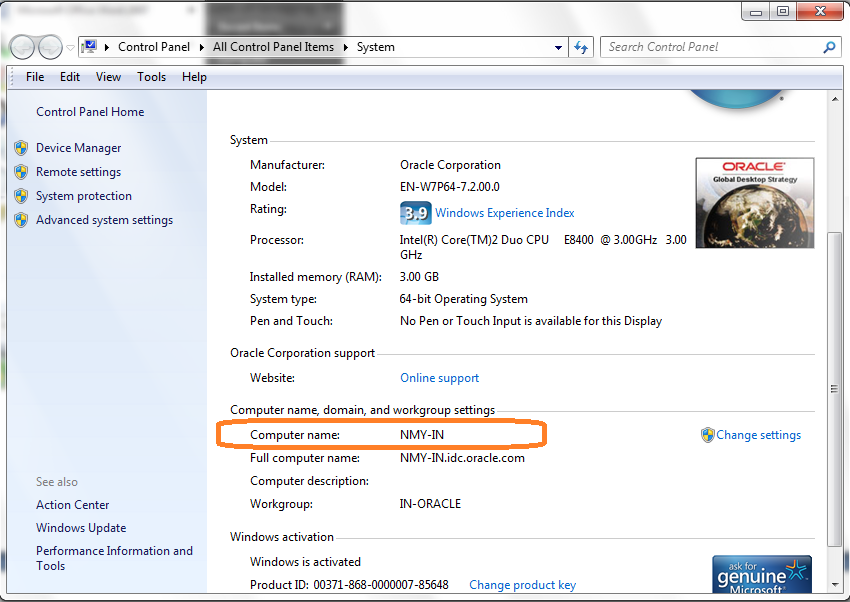 Control Panel All Control Panel Items System
Search Control Panel
File Edit View Tools Help
Control Panel Home
Device Manager
Remote settings
System protection
Advanced system settings
See also
Action Center
Windows Update
Performance Information and
Tools
System
Manufacturer: Oracle Corporation
Model: EN-W7P64-7.2.00.0
Rating: 3.9 Windows Experience Index
Processor: Intel(R) Core(TM)2 Duo CPU E8400 @ 3.00GHz 3.00
GHz
Installed memory (RAM): 3.00 GB
System type: 64-bit Operating System
Pen and Touch: No Pen or Touch Input is available for this Display
ORACLE
Global Desktop Strategy
Oracle Corporation support
Website: Online support
Computer name, domain, and workgroup settings
Computer name: NMY-IN
Change settings
Full computer name: NMY-IN.idc.oracle.com
Computer description:
Workgroup: IN-ORACLE
Windows activation
Windows is activated
Product ID: 00371-868-0000007-85648 Change product key
ask for
genuine
Microsoft